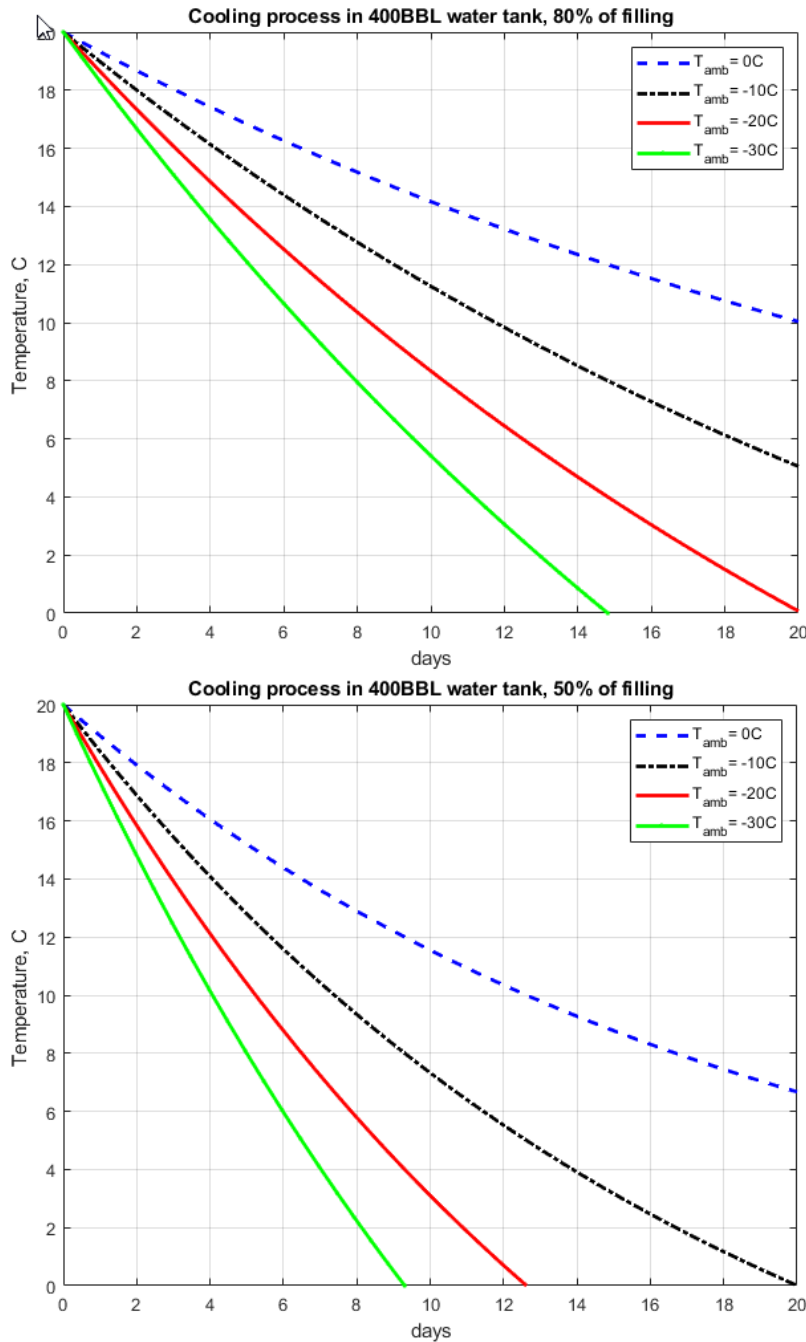 Cooling process in 400BBL water tank, 80% of filling
T_amb= 0C
T_amb= -10C
T_amb= -20C
T_amb= -30C
18
16
14
12
10
8
6
4
2
0
Temperature, C
0 2 4 6 8 10 12 14 16 18 20
days
Cooling process in 400BBL water tank, 50% of filling
T_amb= 0C
T_amb= -10C
T_amb= -20C
T_amb= -30C
20
18
16
14
12
10
8
6
4
2
0
Temperature, C
0 2 4 6 8 10 12 14 16 18 20
days